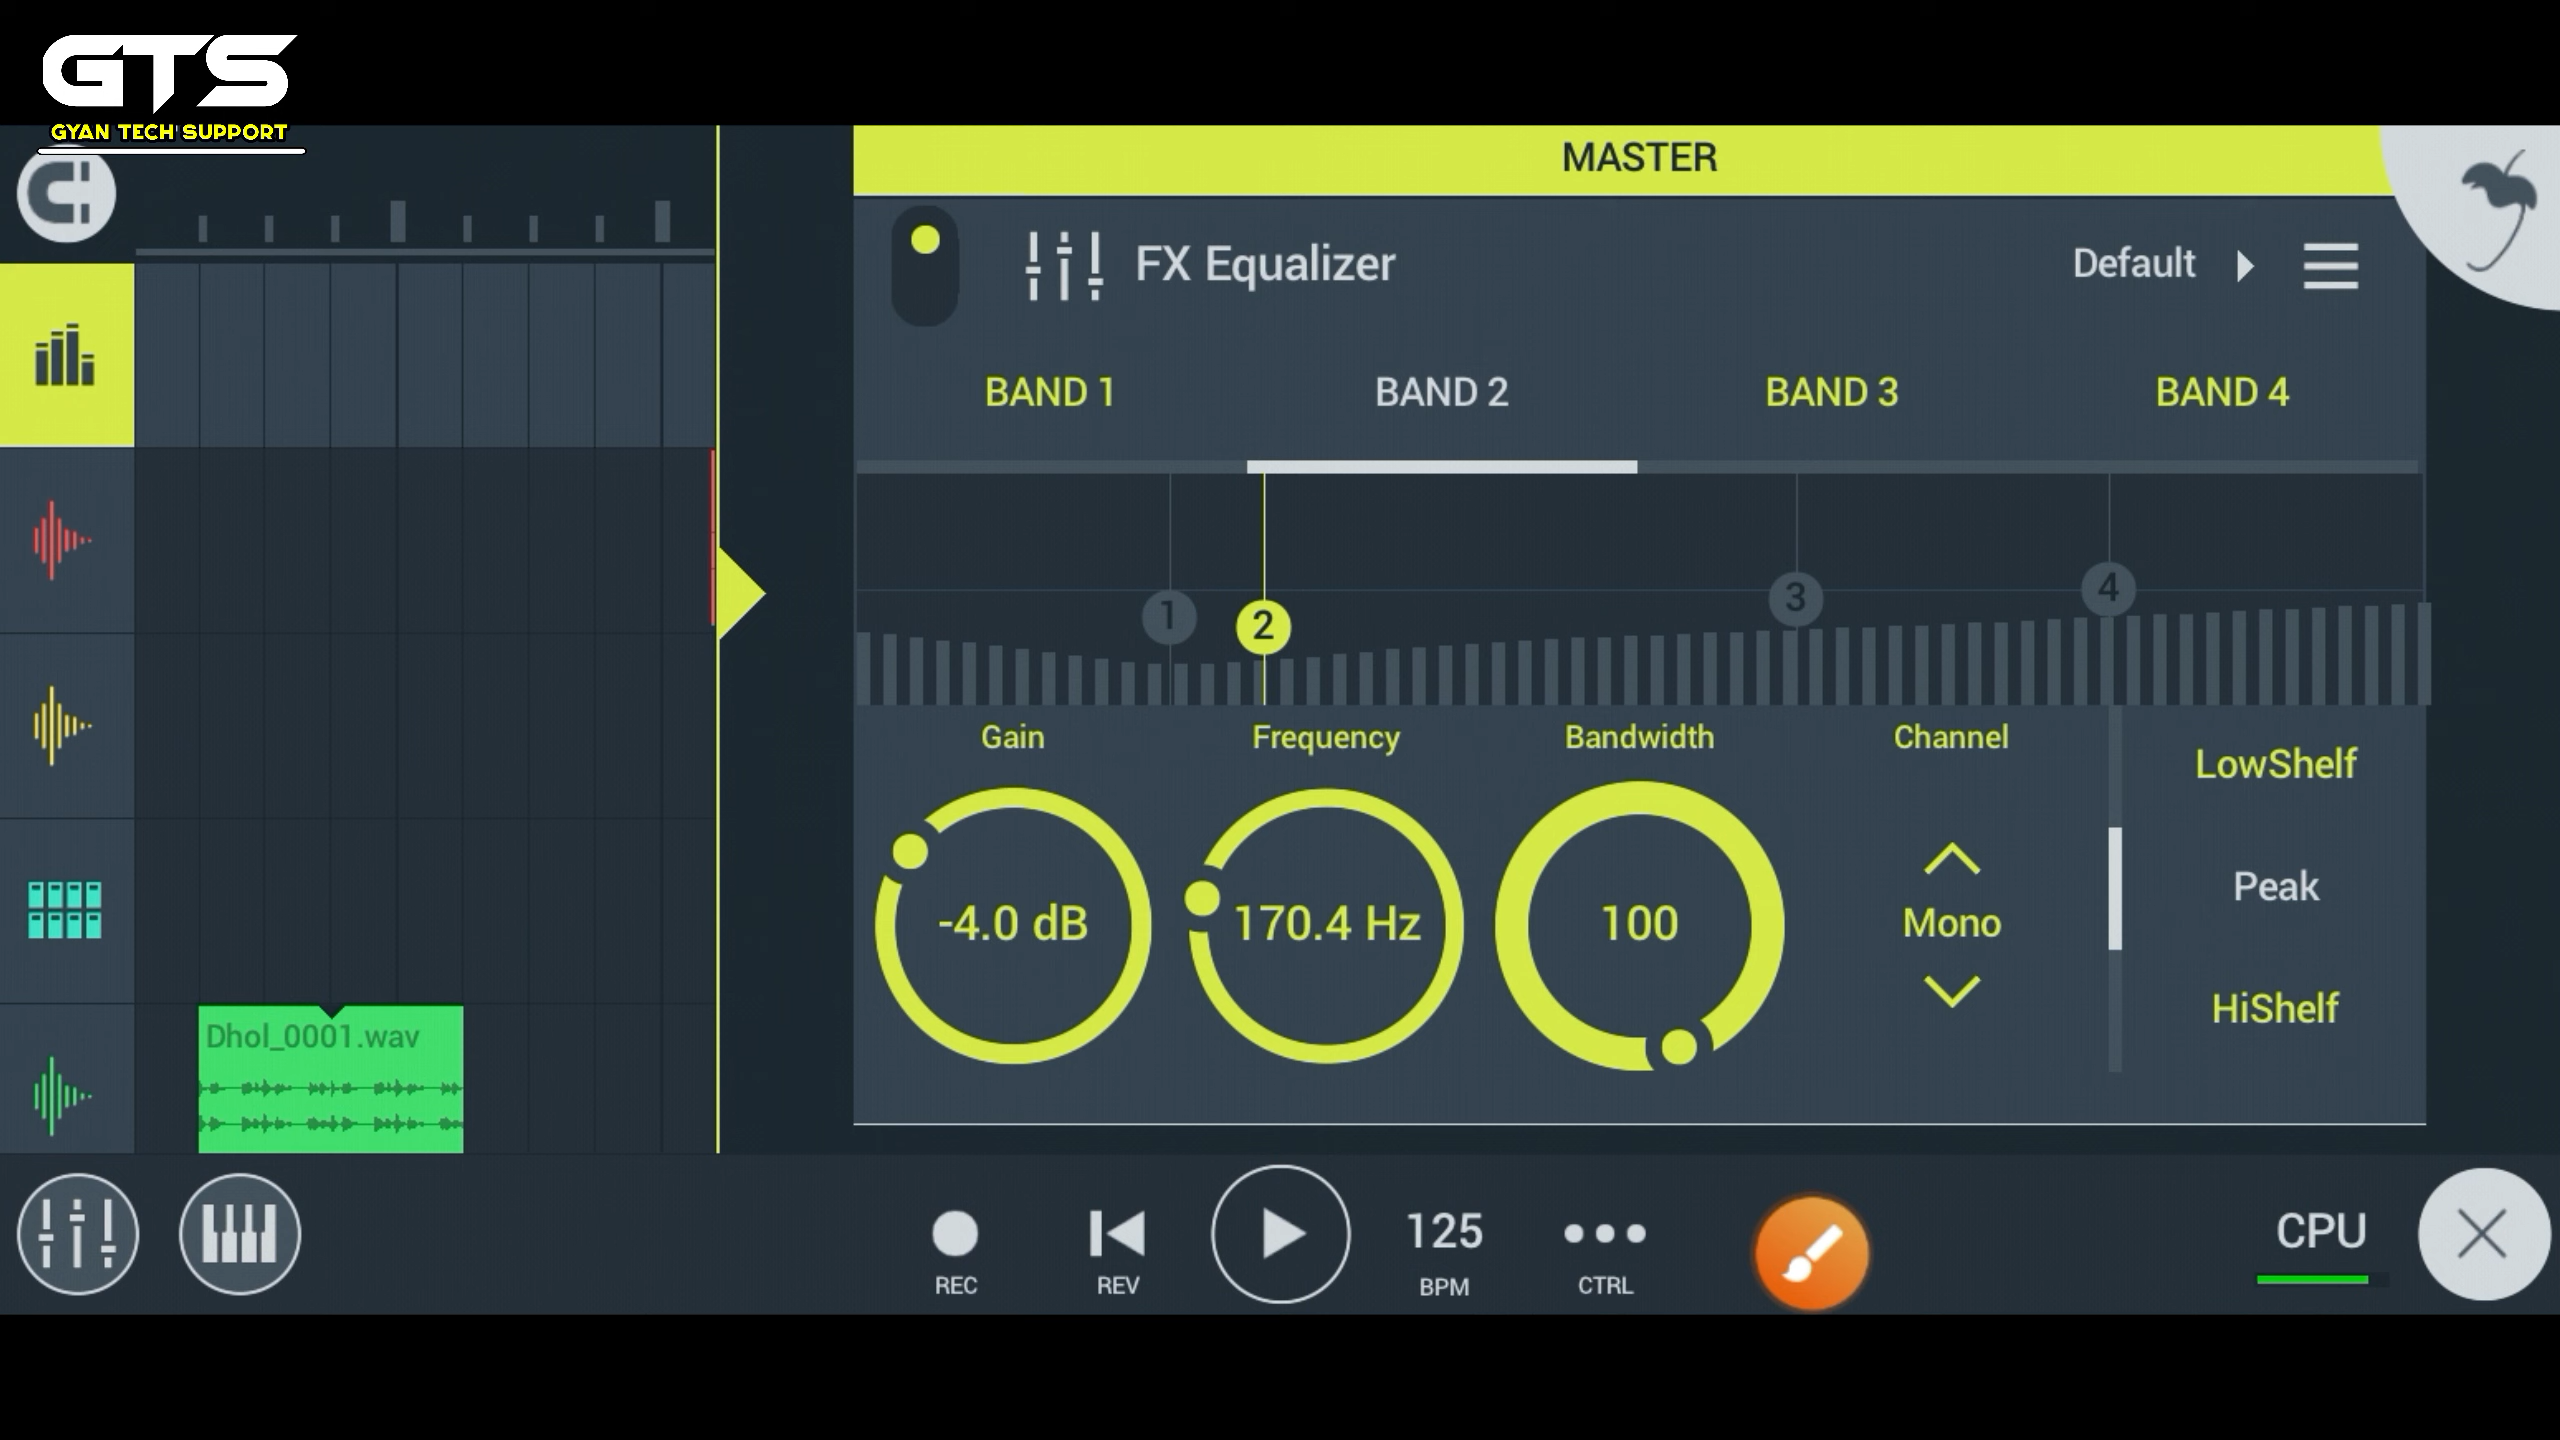 GTS
GYAN TECH SUPPORT
MASTER
FX Equalizer
Default
BAND 1
BAND 2
BAND 3
BAND 4
1
2
3
4
Gain
Frequency
Bandwidth
Channel
LowShelf
-4.0 dB
170.4 Hz
100
Mono
Peak
HiShelf
Dhol_0001.wav
REC
REV
125
BPM
CTRL
CPU